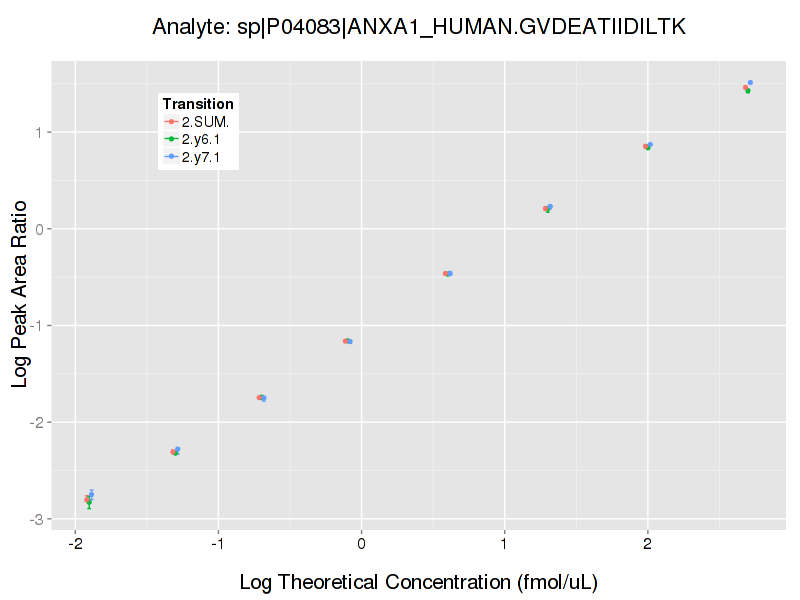 Analyte: sp|P04083|ANXA1_HUMAN.GVDEATIIDILTK
Log Peak Area Ratio
1
0
-1
-2
-3
Transition
2.SUM.
2.y6.1
2.y7.1
-2 -1 0 1 2
Log Theoretical Concentration (fmol/uL)